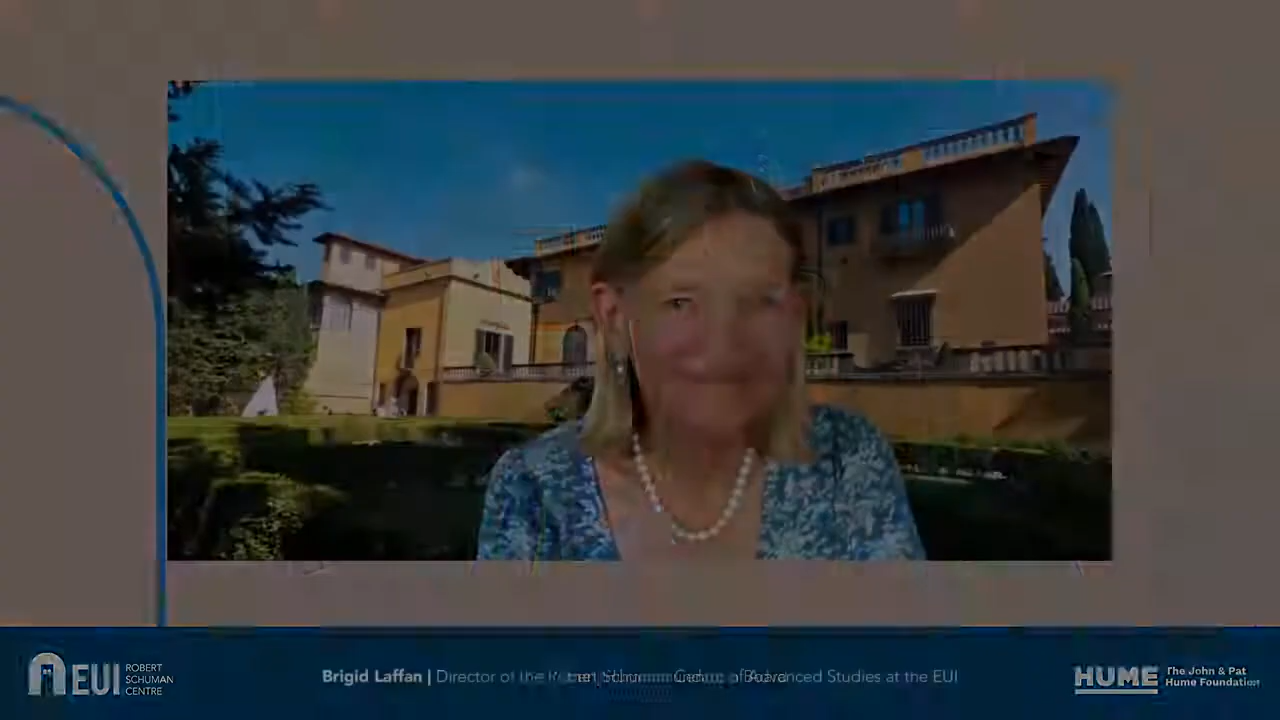 EUI
ROBERT
SCHUMAN
CENTRE
Brigid Laffan | Director of the Advanced Studies at the EUI
HUME
The John & Pat
Hume Foundation